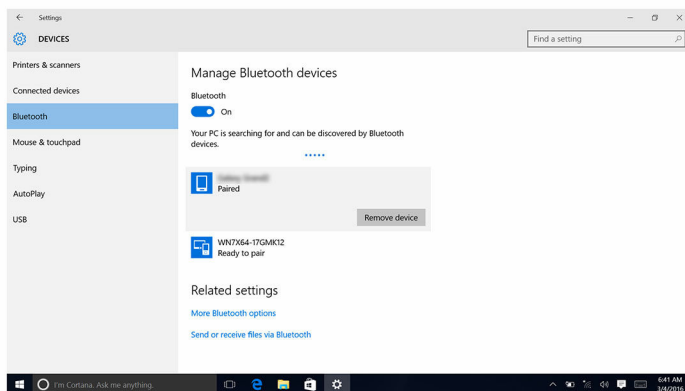 Settings
DEVICES
Find a setting
Printers & scanners
Connected devices
Bluetooth
Mouse & touchpad
Typing
AutoPlay
USB
Manage Bluetooth devices
Bluetooth
On
Your PC is searching for and can be discovered by Bluetooth
devices.
Paired
Remove device
WN7X64-17GMK12
Ready to pair
Related settings
More Bluetooth options
Send or receive files via Bluetooth
I'm Cortana. Ask me anything.
6:41 AM
3/4/2016